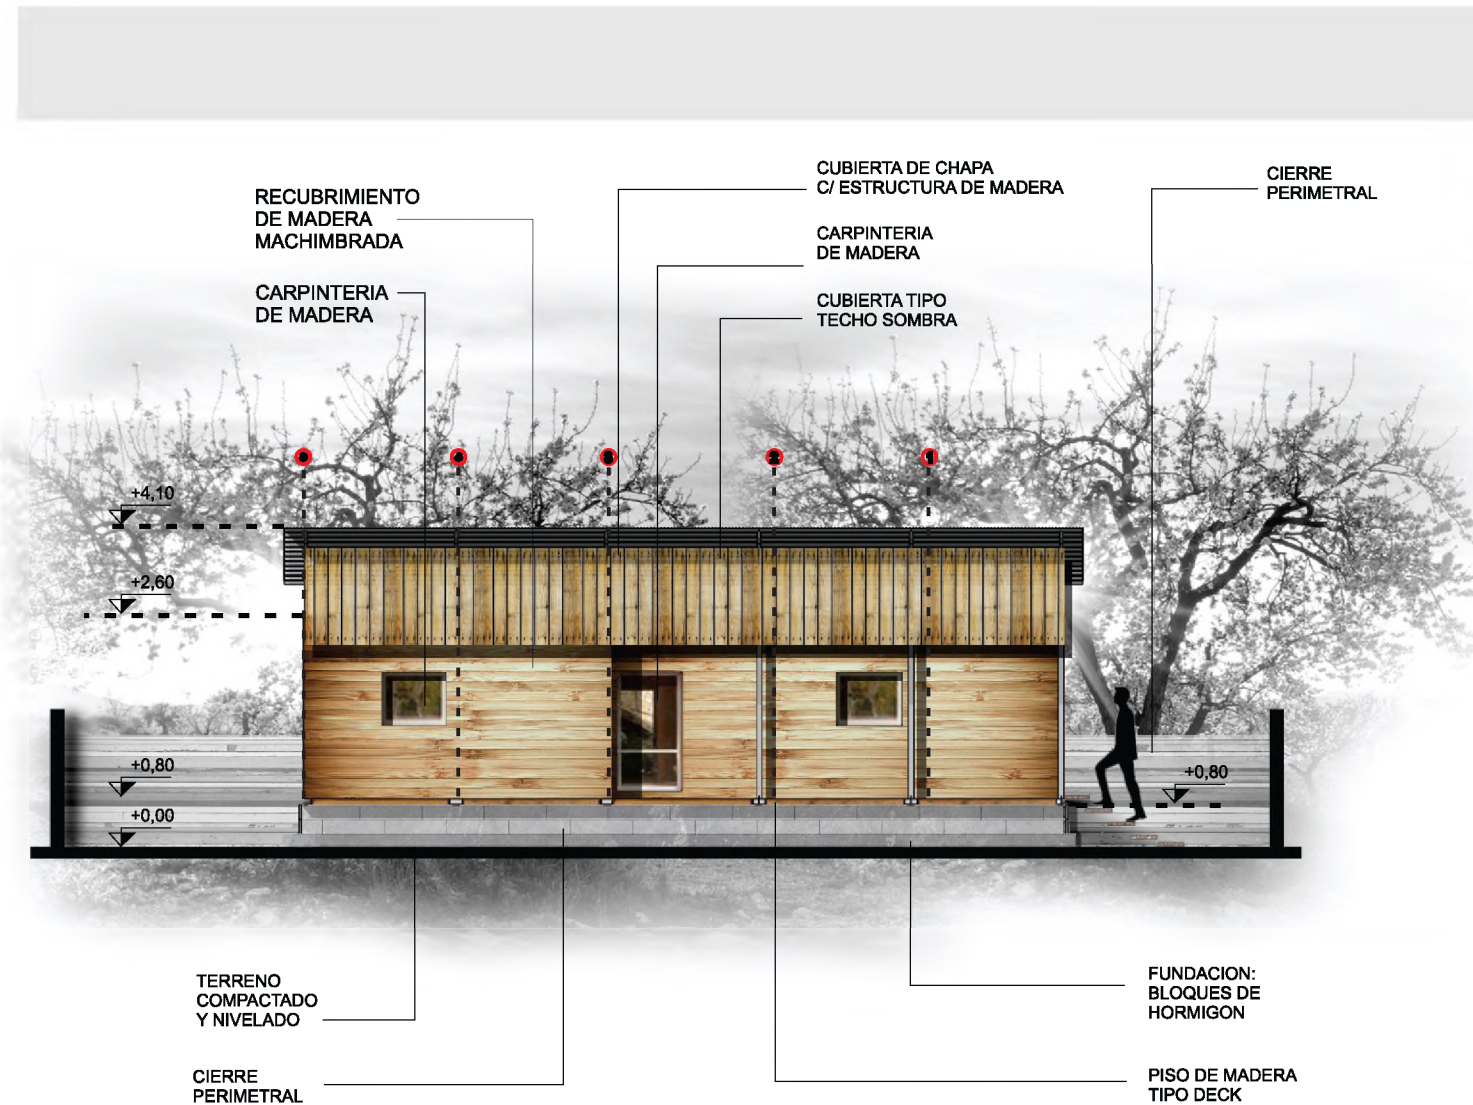 RECUBRIMIENTO
DE MADERA
MACHIMBRADA
CARPINTERIA
DE MADERA
CUBIERTA DE CHAPA
C/ ESTRUCTURA DE MADERA
CARPINTERIA
DE MADERA
CUBIERTA TIPO
TECHO SOMBRA
CIERRE
PERIMETRAL
2
1
+4,10
+2,60
+0,80
+0,00
+0,80
TERRENO
COMPACTADO
Y NIVELADO
CIERRE
PERIMETRAL
FUNDACION:
BLOQUES DE
HORMIGON
PISO DE MADERA
TIPO DECK